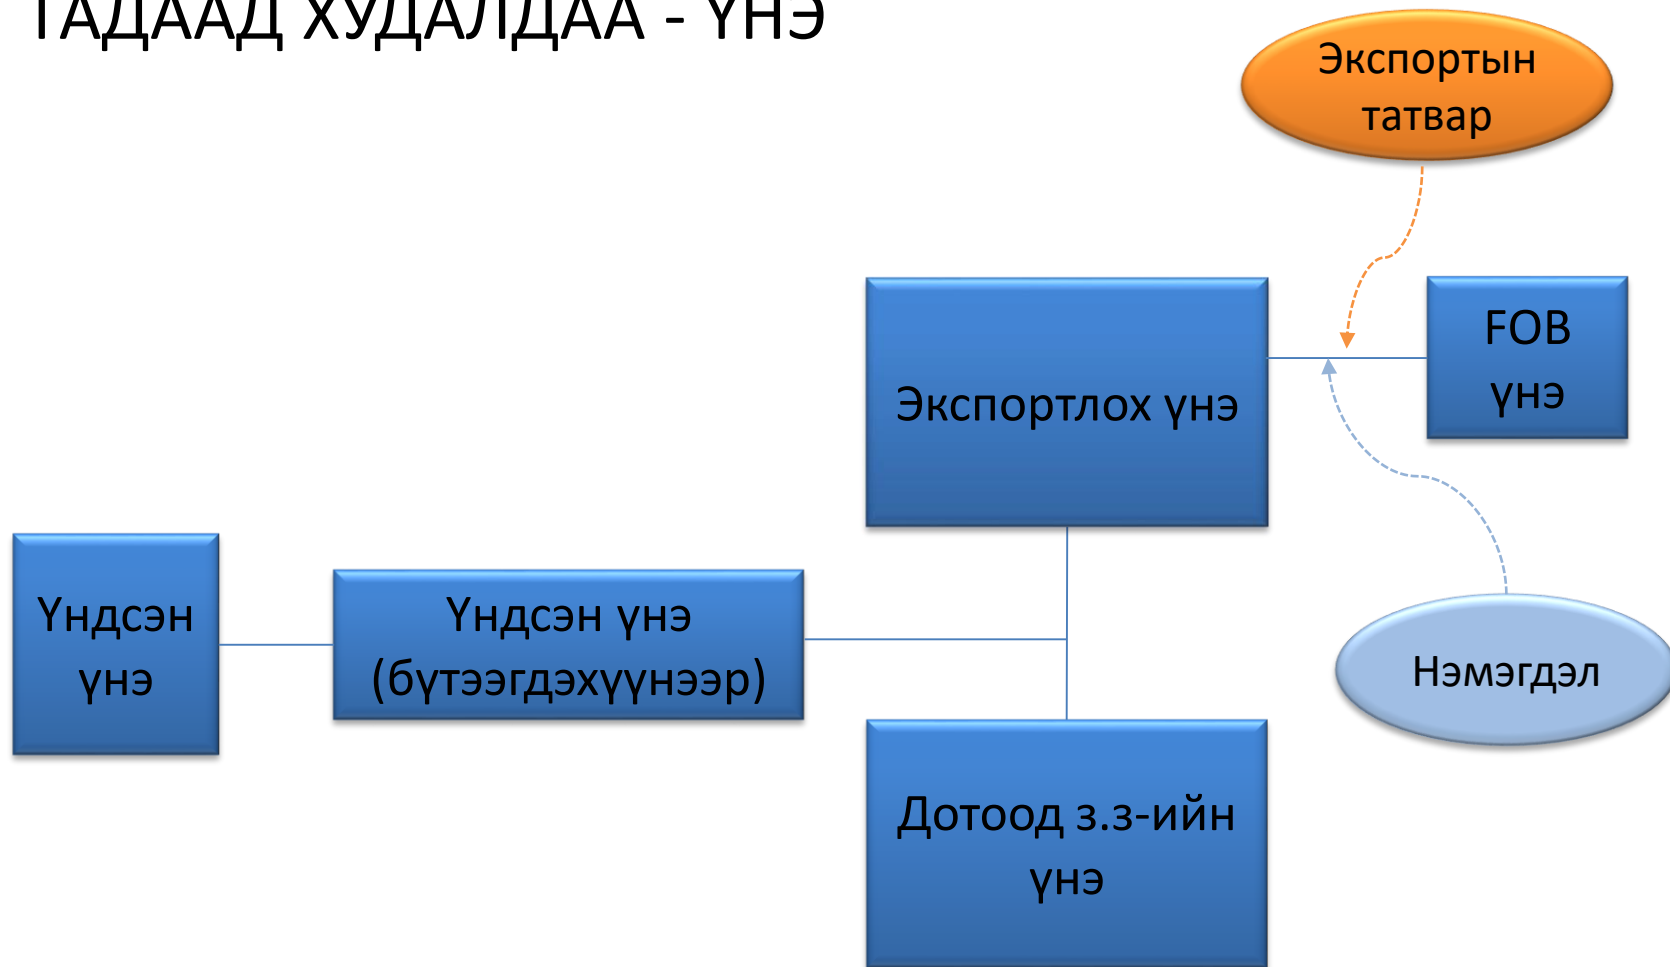 ГАДААД ХУДАЛДАА - ҮНЭ
Экспортын
татвар
FOB
үнэ
Экспортлох үнэ
Үндсэн
үнэ
Үндсэн үнэ
(бүтээгдэхүүнээр)
Нэмэгдэл
Дотоод з.з-ийн
үнэ